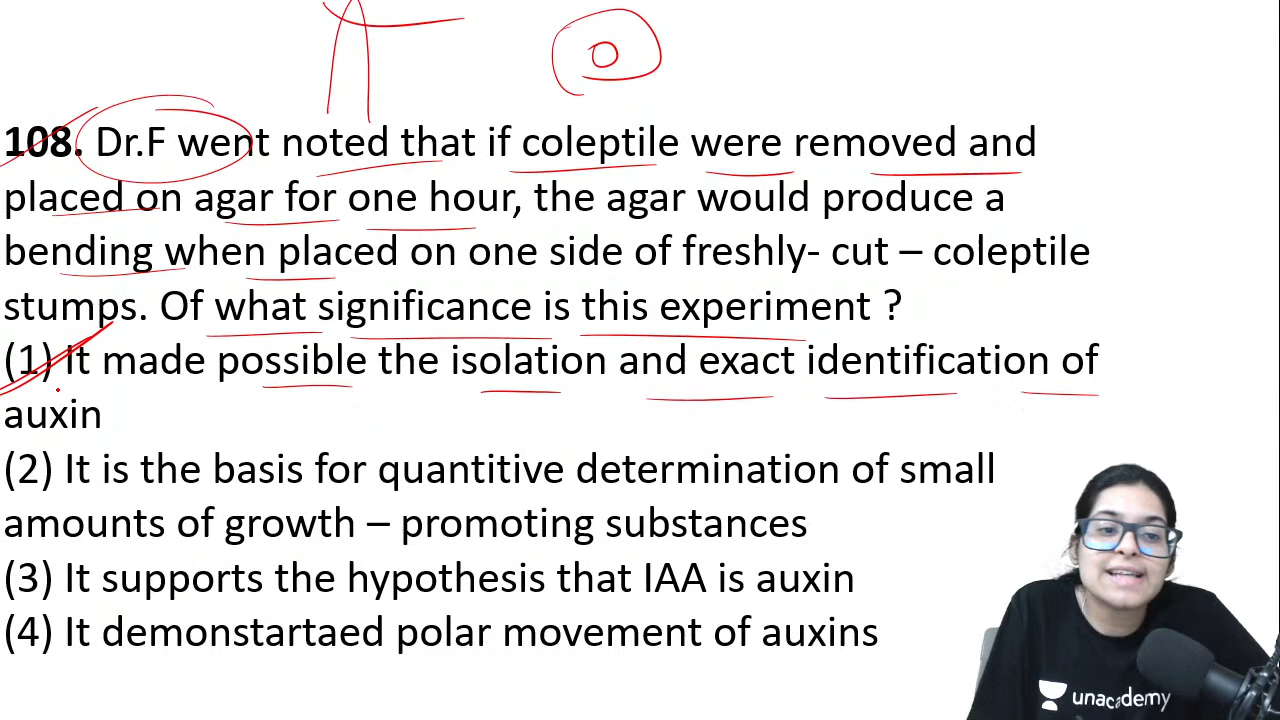 108. Dr.F went noted that if coleptile were removed and
placed on agar for one hour, the agar would produce a
bending when placed on one side of freshly- cut – coleptile
stumps. Of what significance is this experiment ?
(1) It made possible the isolation and exact identification of
auxin
(2) It is the basis for quantitive determination of small
amounts of growth – promoting substances
(3) It supports the hypothesis that IAA is auxin
(4) It demonstartaed polar movement of auxins
unacademy